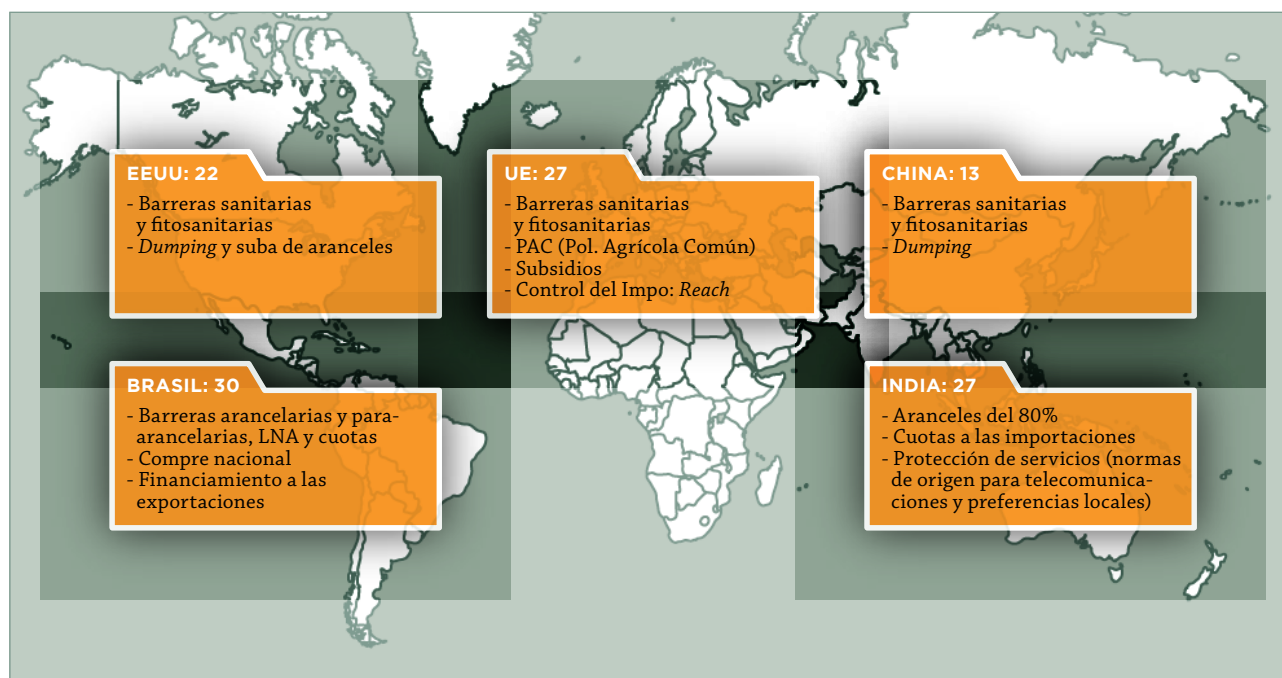 EEUU: 22
- Barreras sanitarias
y fitosanitarias
- Dumping y suba de aranceles
UE: 27
- Barreras sanitarias
y fitosanitarias
- PAC (Pol. Agrícola Común)
- Subsidios
- Control del Impo: Reach
CHINA: 13
- Barreras sanitarias
y fitosanitarias
- Dumping
BRASIL: 30
- Barreras arancelarias y para-
arancelarias, LNA y cuotas
- Compre nacional
- Financiamiento a las
exportaciones
INDIA: 27
- Aranceles del 80%
- Cuotas a las importaciones
- Protección de servicios (normas
de origen para telecomunica-
ciones y preferencias locales)